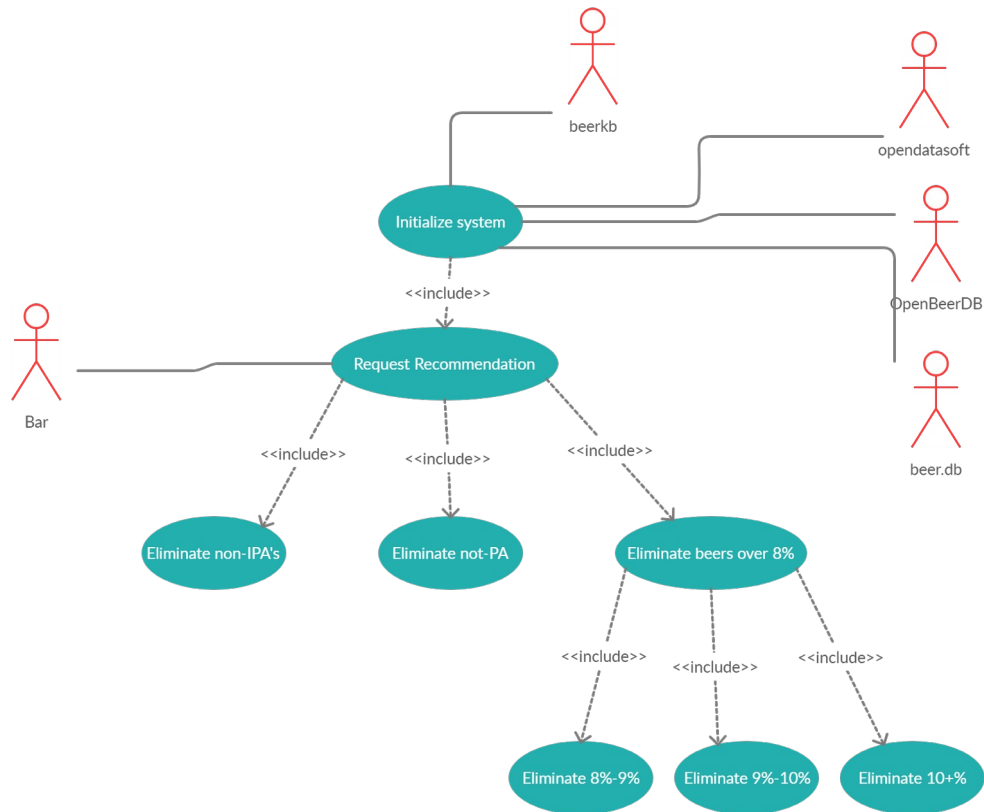 beerkb
opendatasoft
Initialize system
<<include>>
OpenBeerDB
Request Recommendation
Bar
<<include>>
<<include>>
<<include>>
beer.db
Eliminate non-IPA's
Eliminate not-PA
Eliminate beers over 8%
<<include>>
<<include>>
<<include>>
Eliminate 8%-9%
Eliminate 9%-10%
Eliminate 10+%